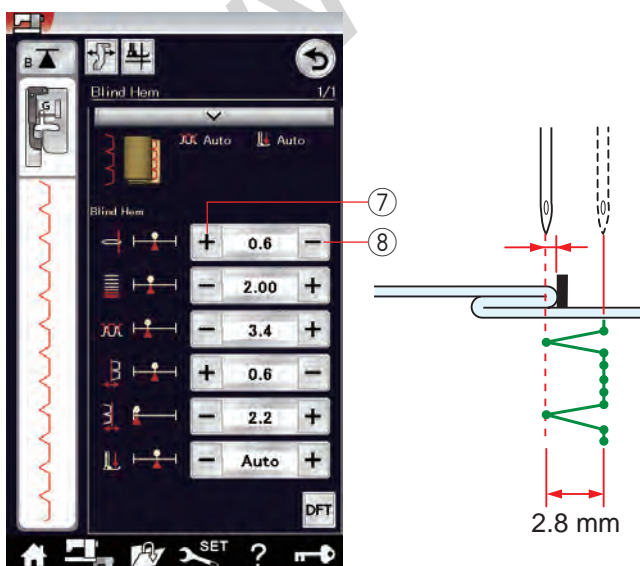 B
G
Blind Hem 1/1
Auto Auto
Blind Hem
+ 0.6 −
− 2.00 +
− 3.4 +
+ 0.6 −
− 2.2 +
− Auto +
DFT
SET ?
⑦
⑧
2.8 mm